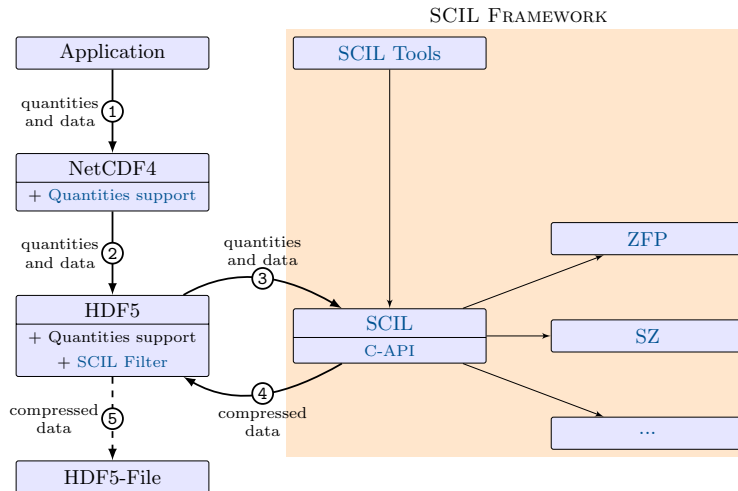 SCIL FRAMEWORK
Application
SCIL Tools
quantities
and data
1
NetCDF4
+ Quantities support
quantities
and data
2
quantities
and data
3
ZFP
HDF5
+ Quantities support
+ SCIL Filter
SCIL
C-API
SZ
4
compressed
data
compressed
data
5
...
HDF5-File